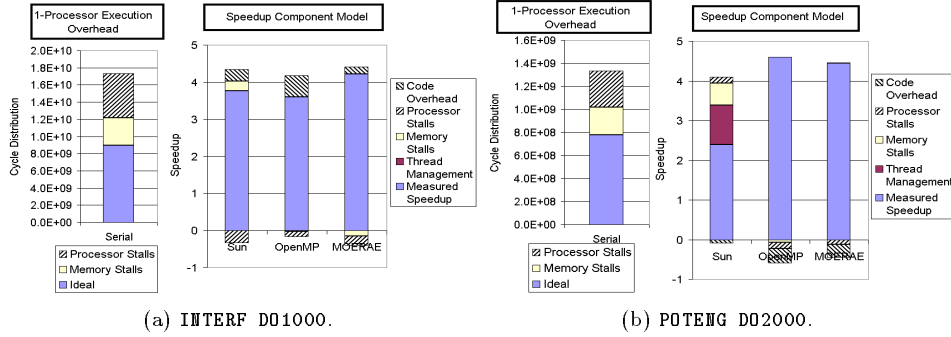 1-Processor Execution
Overhead
2.0E+10
1.8E+10
1.6E+10
1.4E+10
1.2E+10
1.0E+10
8.0E+09
6.0E+09
4.0E+09
2.0E+09
0.0E+00
Cycle Distribution
Serial
Processor Stalls
Memory Stalls
Ideal
Speedup Component Model
5
4
3
2
1
0
-1
Speedup
Sun
OpenMP
MOERAE
Code
Overhead
Processor
Stalls
Memory
Stalls
Thread
Management
Measured
Speedup
(a) INTERF DO1000.
1-Processor Execution
Overhead
1.6E+09
1.4E+09
1.2E+09
1.0E+09
8.0E+08
6.0E+08
4.0E+08
2.0E+08
0.0E+00
Cycle Distribution
Serial
Processor Stalls
Memory Stalls
Ideal
Speedup Component Model
5
4
3
2
1
0
-1
Speedup
Sun
OpenMP
MOERAE
Code
Overhead
Processor
Stalls
Memory
Stalls
Thread
Management
Measured
Speedup
(b) POTENG DO2000.